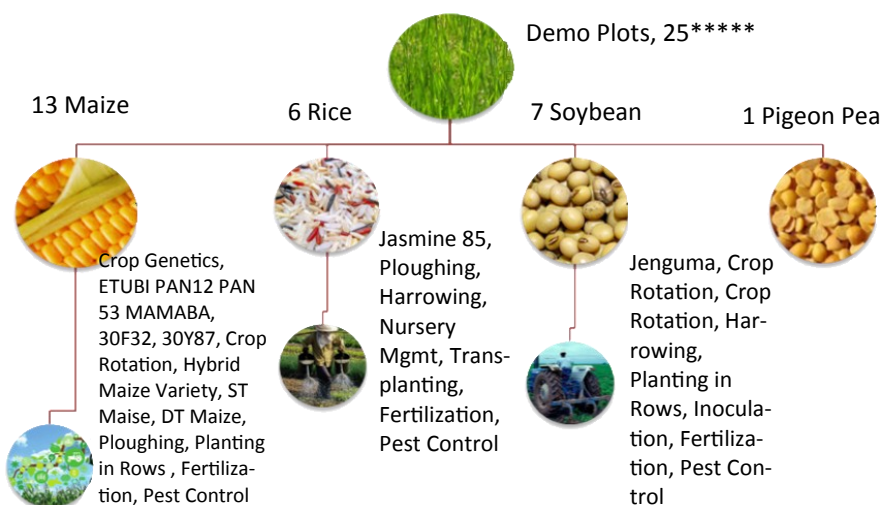 Demo Plots, 25*****
13 Maize
6 Rice
7 Soybean
1 Pigeon Pea
Crop Genetics,
ETUBI PAN12 PAN
53 MAMABA,
30F32, 30Y87, Crop
Rotation, Hybrid
Maize Variety, ST
Maise, DT Maize,
Ploughing, Planting
in Rows , Fertiliza-
tion, Pest Control
Jasmine 85,
Ploughing,
Harrowing,
Nursery
Mgmt, Trans-
planting,
Fertilization,
Pest Control
Jenguma, Crop
Rotation, Crop
Rotation, Har-
rowing,
Planting in
Rows, Inocula-
tion, Fertiliza-
tion, Pest Con-
trol